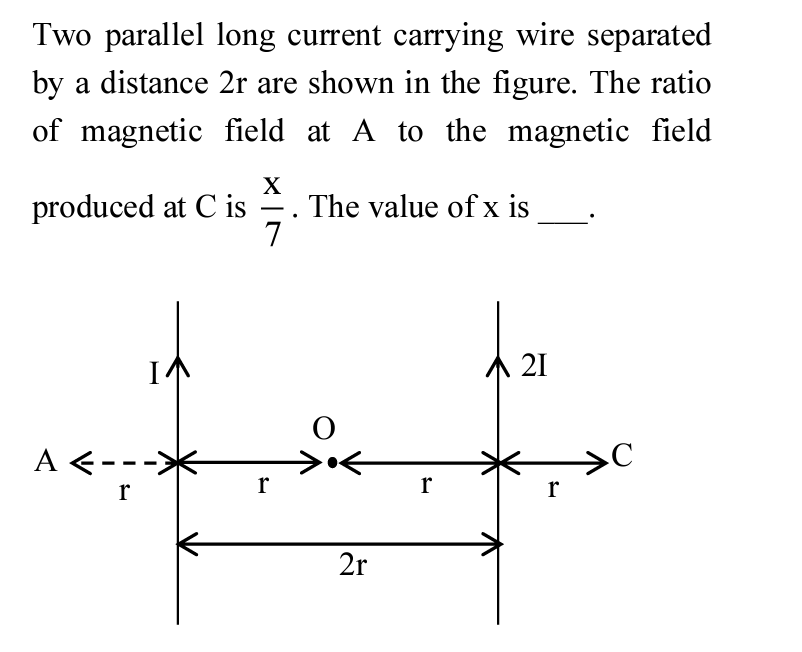 Two parallel long current carrying wire separated
by a distance 2r are shown in the figure. The ratio
of magnetic field at A to the magnetic field
produced at C is x/7. The value of x is ___.
I 2I
O
A C
r r r r
2r